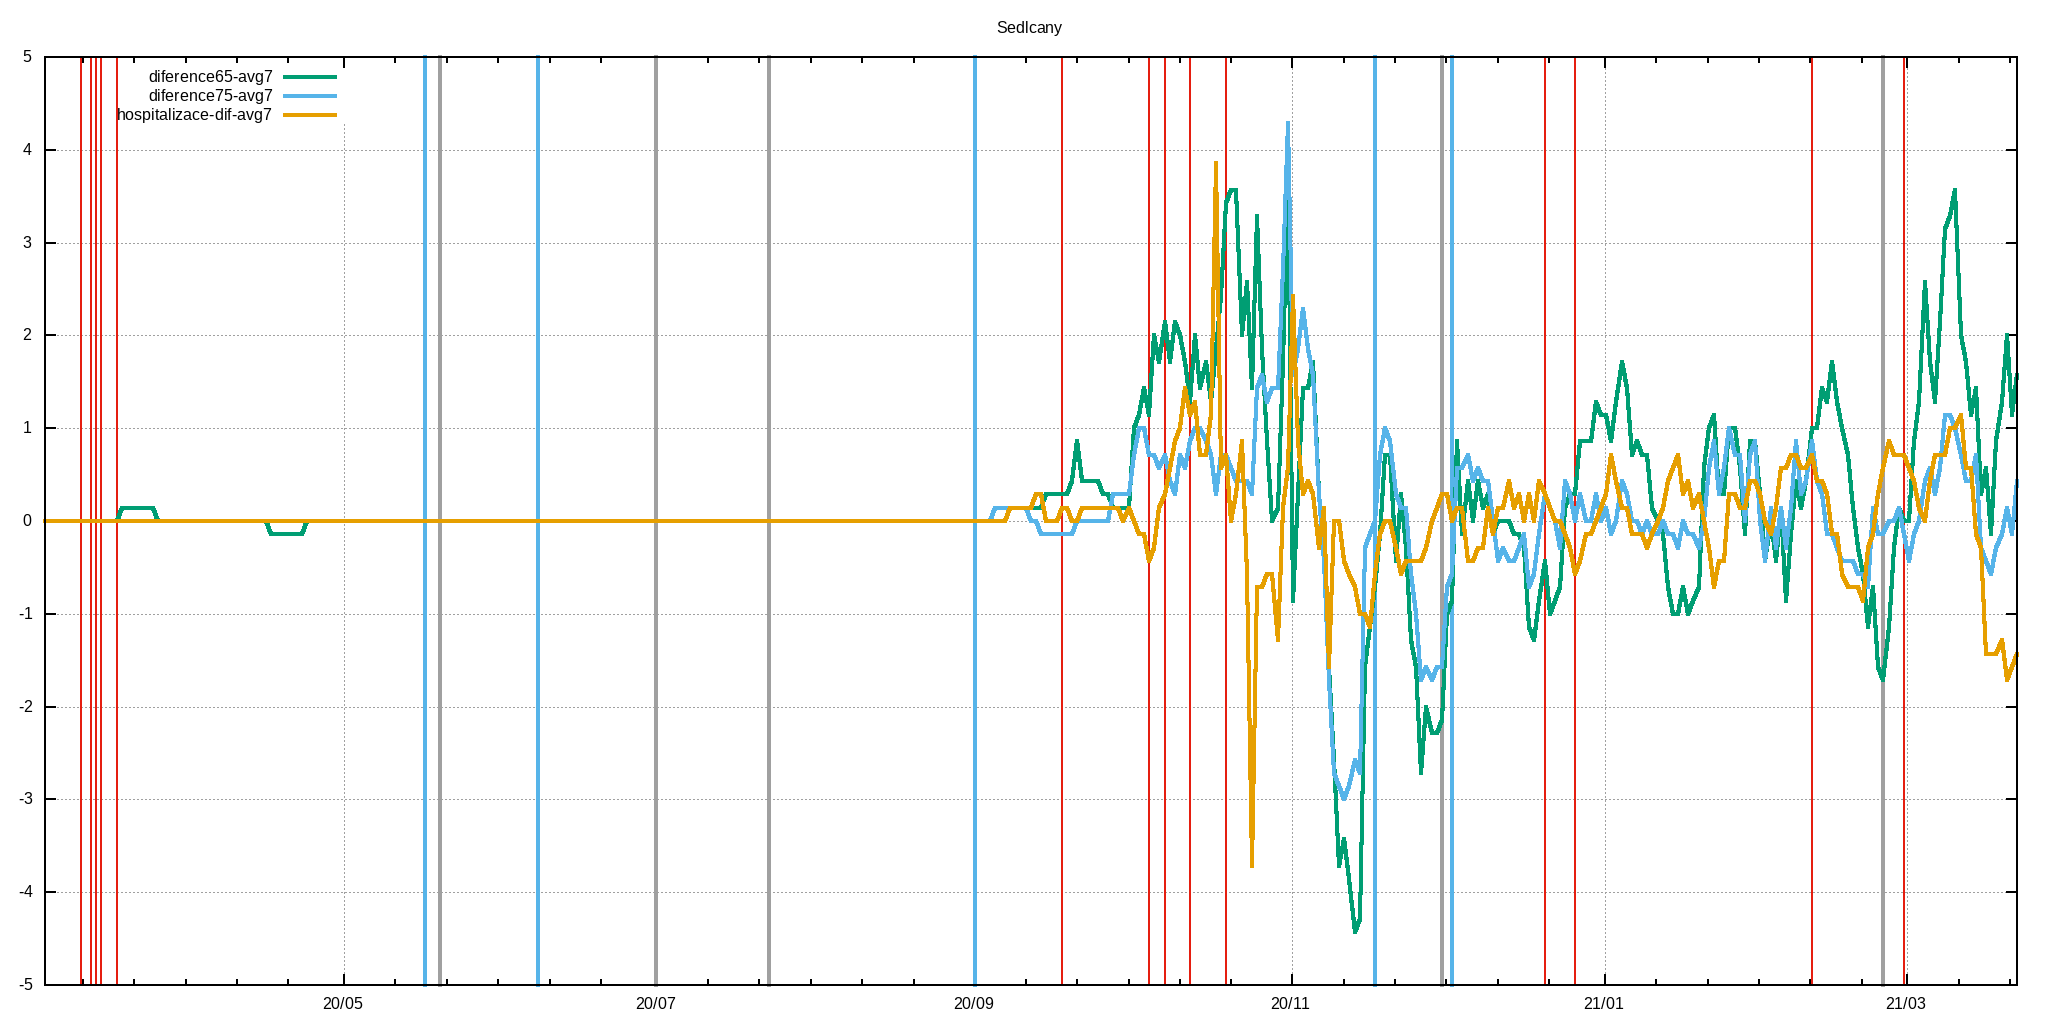 Sedlcany
diference65-avg7
diference75-avg7
hospitalizace-dif-avg7
5
4
3
2
1
0
-1
-2
-3
-4
-5
20/05 20/07 20/09 20/11 21/01 21/03